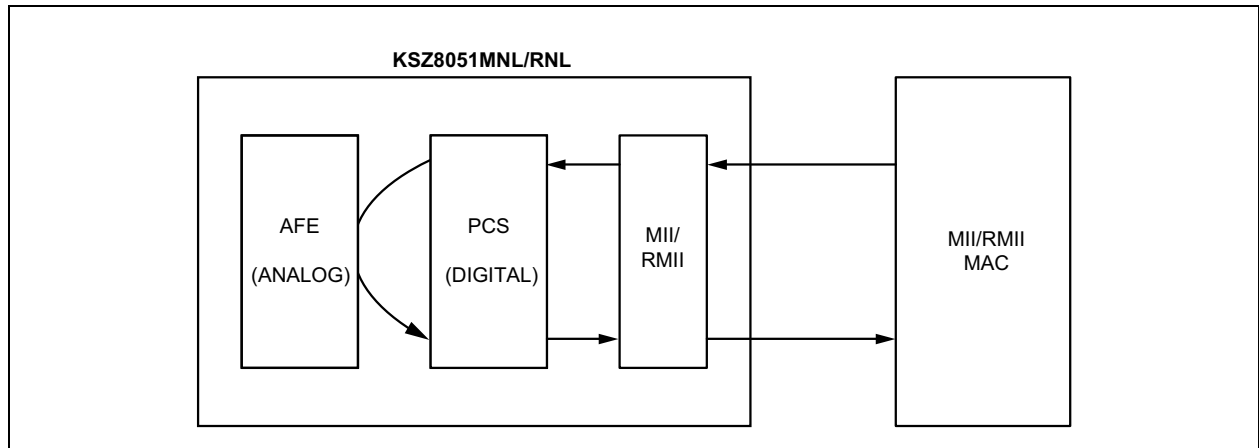 KSZ8051MNL/RNL
AFE
(ANALOG)
PCS
(DIGITAL)
MII/
RMII
MII/RMII
MAC